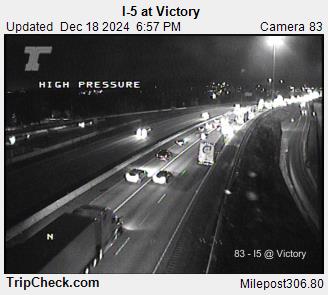 I-5 at Victory
Updated Dec 18 2024 6:57 PM Camera 83
T
HIGH PRESSURE
N
83 - I5 @ Victory
TripCheck.com Milepost306.80